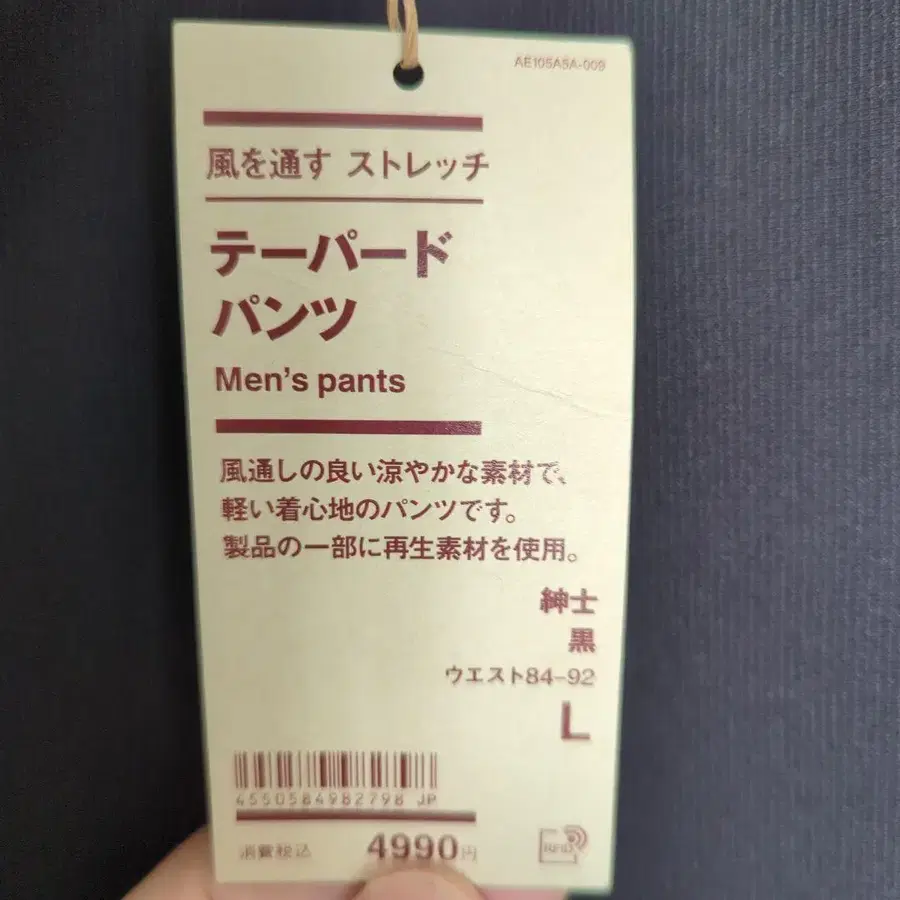 AE105A5A-009
風を通す ストレッチ
テーパード
パンツ
Men's pants
風通しの良い涼やかな素材で、
軽い着心地のパンツです。
製品の一部に再生素材を使用。
紳士
黒
ウエスト84-92
L
4550584982798 JP
消費税込 4990円
RFID